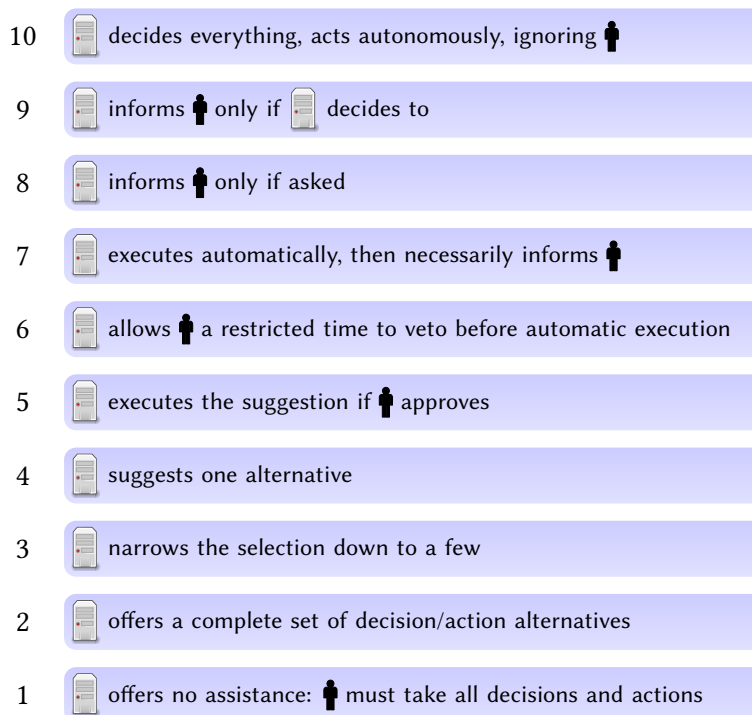 10 decides everything, acts autonomously, ignoring
9 informs only if decides to
8 informs only if asked
7 executes automatically, then necessarily informs
6 allows a restricted time to veto before automatic execution
5 executes the suggestion if approves
4 suggests one alternative
3 narrows the selection down to a few
2 offers a complete set of decision/action alternatives
1 offers no assistance: must take all decisions and actions